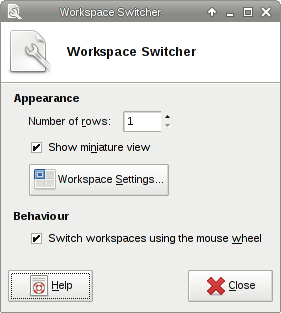 Workspace Switcher
Workspace Switcher
Appearance
Number of rows: 1
Show miniature view
Workspace Settings...
Behaviour
Switch workspaces using the mouse wheel
Help Close